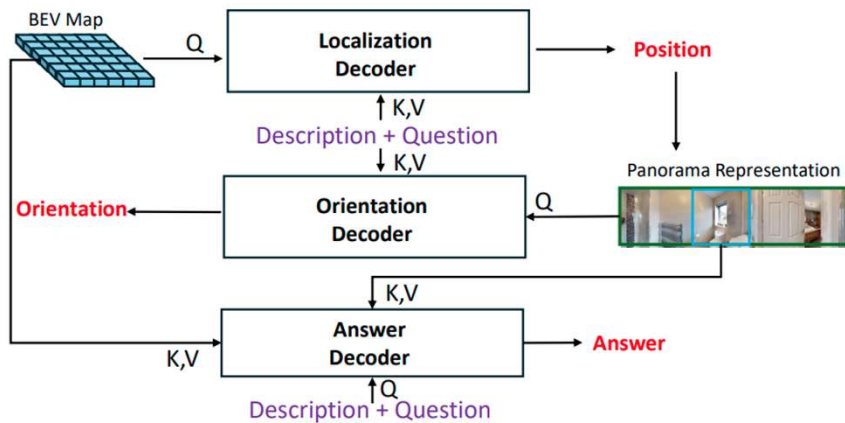 BEV Map
Q
Localization
Decoder
Position
K,V
Description + Question
K,V
Panorama Representation
Orientation
Orientation
Decoder
Q
K,V
Answer
Decoder
Answer
K,V
Q
Description + Question